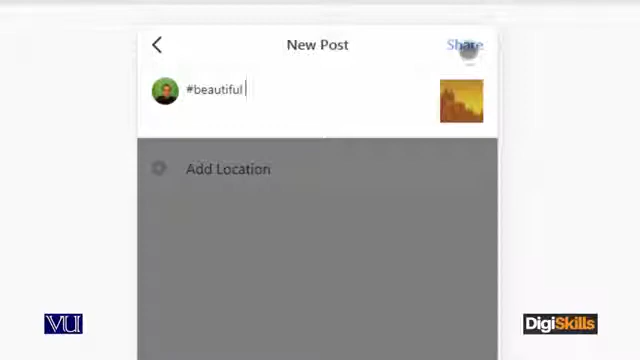 New Post
Share
#beautiful
Add Location
VU
DigiSkills